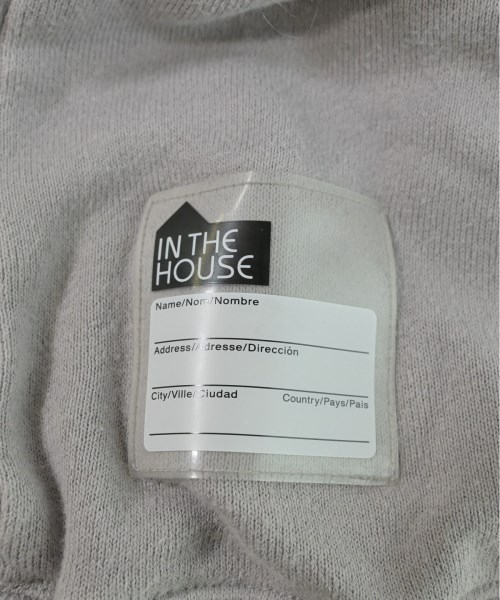 IN THE
HOUSE
Name/Nom/Nombre
Address/Adresse/Dirección
City/Ville/Ciudad Country/Pays/Pais